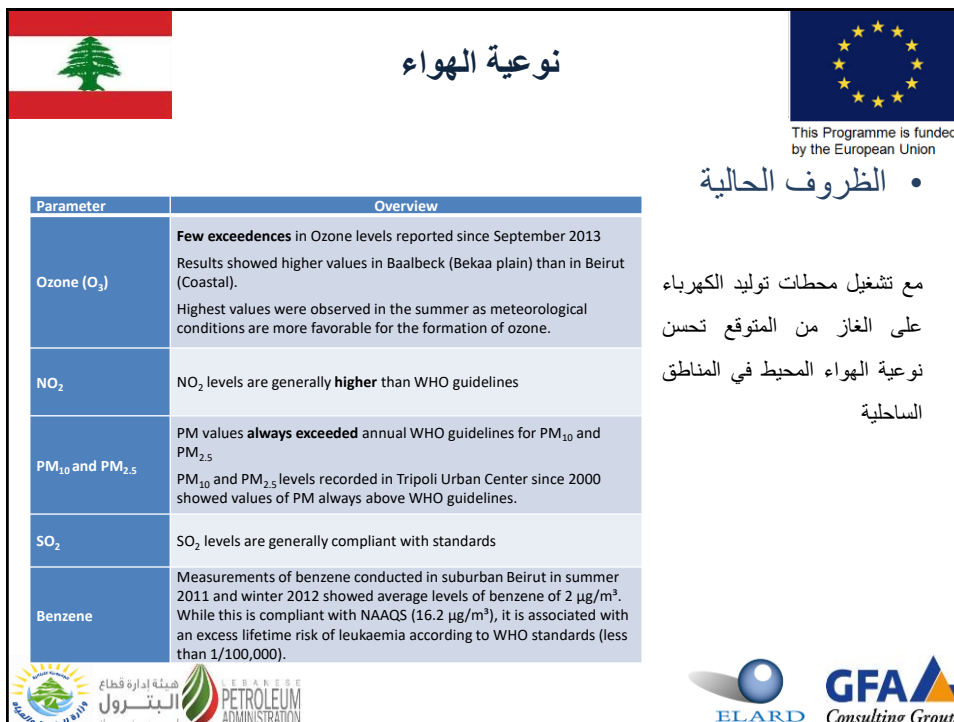 نوعية الهواء
This Programme is funded
by the European Union
• الظروف الحالية
مع تشغيل محطات توليد الكهرباء
على الغاز من المتوقع تحسن
نوعية الهواء المحيط في المناطق
الساحلية
Parameter Overview
Ozone (O₃)
Few exceedences in Ozone levels reported since September 2013
Results showed higher values in Baalbeck (Bekaa plain) than in Beirut
(Coastal).
Highest values were observed in the summer as meteorological
conditions are more favorable for the formation of ozone.
NO₂
NO₂ levels are generally higher than WHO guidelines
PM₁₀ and PM₂.₅
PM values always exceeded annual WHO guidelines for PM₁₀ and
PM₂.₅
PM₁₀ and PM₂.₅ levels recorded in Tripoli Urban Center since 2000
showed values of PM always above WHO guidelines.
SO₂
SO₂ levels are generally compliant with standards
Benzene
Measurements of benzene conducted in suburban Beirut in summer
2011 and winter 2012 showed average levels of benzene of 2 µg/m³.
While this is compliant with NAAQS (16.2 µg/m³), it is associated with
an excess lifetime risk of leukaemia according to WHO standards (less
than 1/100,000).
هيئة إدارة قطاع
البترول
LEBANESE
PETROLEUM
ADMINISTRATION
ELARD
GFA
Consulting Group